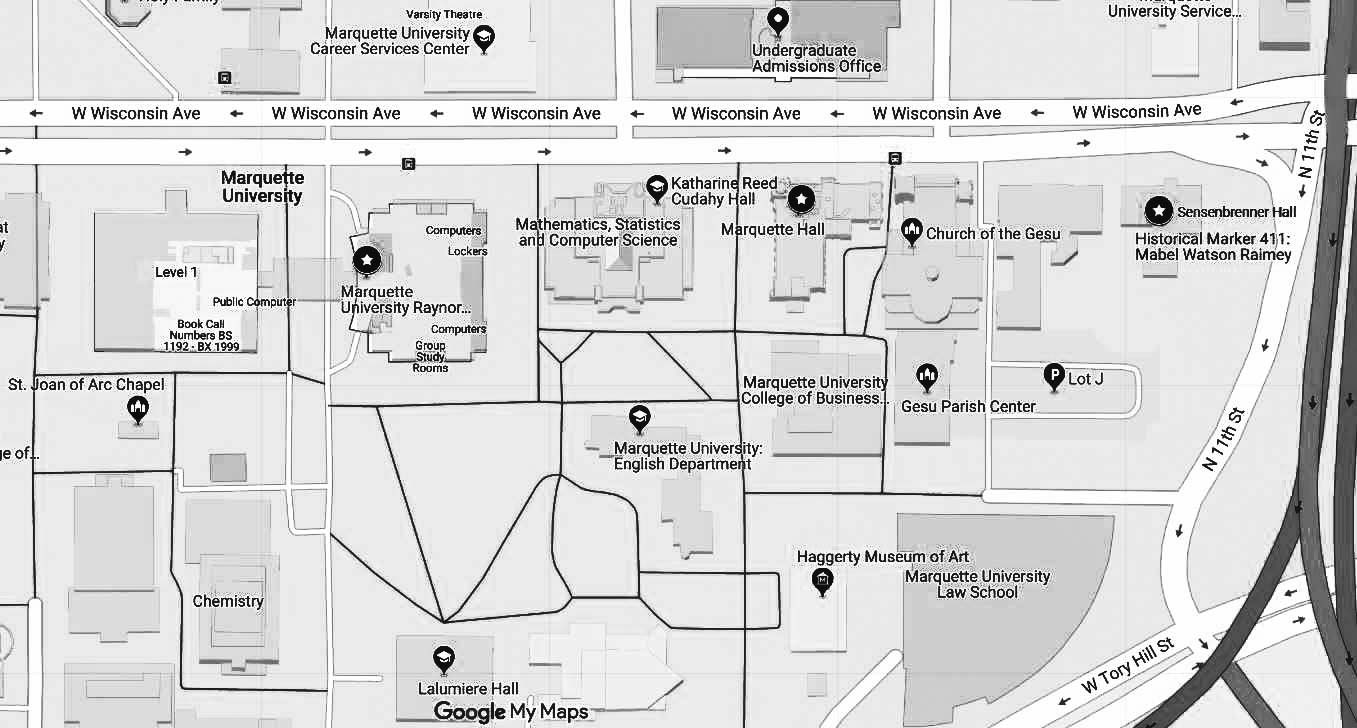 Holy Family
Varsity Theatre
Marquette University
Career Services Center
Undergraduate
Admissions Office
Marquette
University Service...
W Wisconsin Ave
W Wisconsin Ave
W Wisconsin Ave
W Wisconsin Ave
W Wisconsin Ave
W Wisconsin Ave
N 11th St
Marquette
University
Katharine Reed
Cudahy Hall
Mathematics, Statistics
and Computer Science
Marquette Hall
Church of the Gesu
Sensenbrenner Hall
Historical Marker 411:
Mabel Watson Raimey
Computers
Lockers
Level 1
Public Computer
Marquette
University Raynor...
Book Call
Numbers BS
1192 - BX 1999
Computers
Group
Study
Rooms
St. Joan of Arc Chapel
Marquette University
College of Business...
Gesu Parish Center
P
Lot J
Marquette University:
English Department
N 11th St
ge of...
Haggerty Museum of Art
M
Marquette University
Law School
Chemistry
W Tory Hill St
Lalumiere Hall
Google My Maps